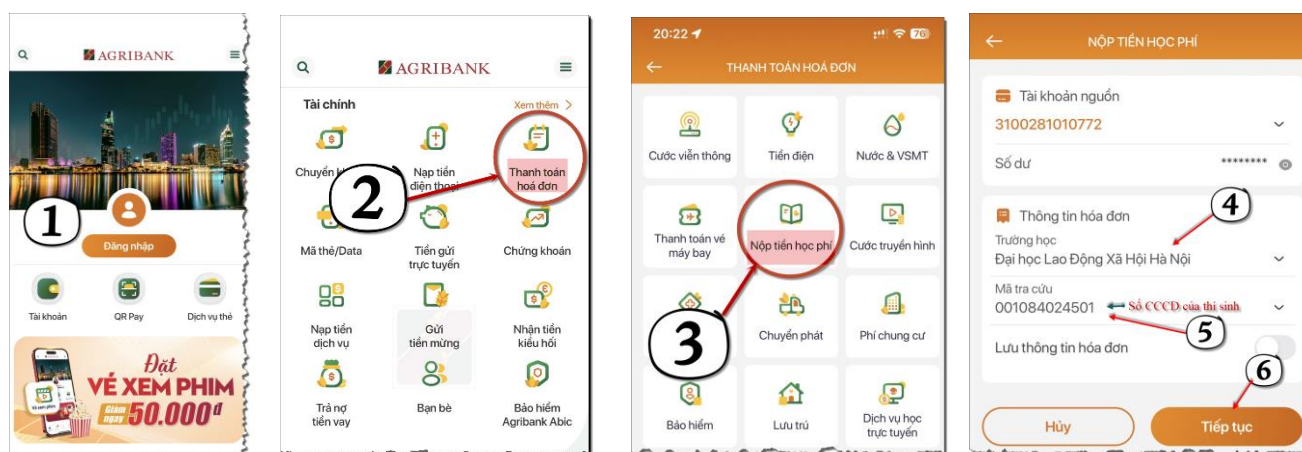 AGRIBANK
1
Đăng nhập
Tài khoản
QR Pay
Dịch vụ thẻ
Đặt
VÉ XEM PHIM
Giảm ngay 50.000đ
AGRIBANK
Tài chính
Xem thêm >
Chuyển
Nạp tiền
điện thoại
Thanh toán
hoá đơn
2
Mã thẻ/Data
Tiền gửi
trực tuyến
Chứng khoán
Nạp tiền
dịch vụ
Gửi
tiền mừng
Nhận tiền
kiều hối
Trả nợ
tiền vay
Bạn bè
Bảo hiểm
Agribank Abic
20:22
76
THANH TOÁN HOÁ ĐƠN
Cước viễn thông
Tiền điện
Nước & VSMT
Thanh toán vé
máy bay
Nộp tiền học phí
Cước truyền hình
3
Chuyển phát
Phí chung cư
Bảo hiểm
Lưu trú
Dịch vụ học
trực tuyến
NỘP TIỀN HỌC PHÍ
Tài khoản nguồn
3100281010772
Số dư
********
Thông tin hóa đơn
4
Trường học
Đại học Lao Động Xã Hội Hà Nội
Mã tra cứu
001084024501
Số CCCD của thí sinh
5
Lưu thông tin hóa đơn
6
Hủy
Tiếp tục